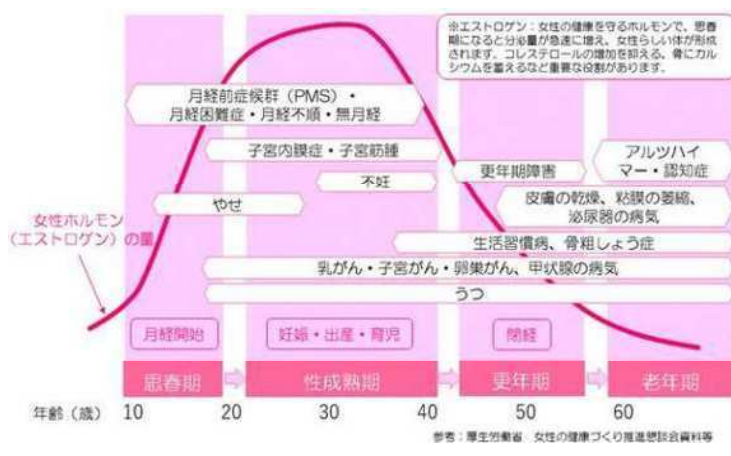 ※エストロゲン：女性の健康を守るホルモンで、思春
期になると分泌量が急速に増え、女性らしい体が形成
されます。コレステロールの増加を抑える、骨にカル
シウムを蓄えるなど重要な役割があります。
月経前症候群（PMS）・
月経困難症・月経不順・無月経
子宮内膜症・子宮筋腫
不妊
やせ
更年期障害
アルツハイ
マー・認知症
皮膚の乾燥、粘膜の萎縮、
泌尿器の病気
女性ホルモン
（エストロゲン）の量
生活習慣病、骨粗しょう症
乳がん・子宮がん・卵巣がん、甲状腺の病気
うつ
月経開始
妊娠・出産・育児
閉経
思春期
性成熟期
更年期
老年期
年齢（歳） 10 20 30 40 50 60
参考：厚生労働省 女性の健康づくり推進懇談会資料等